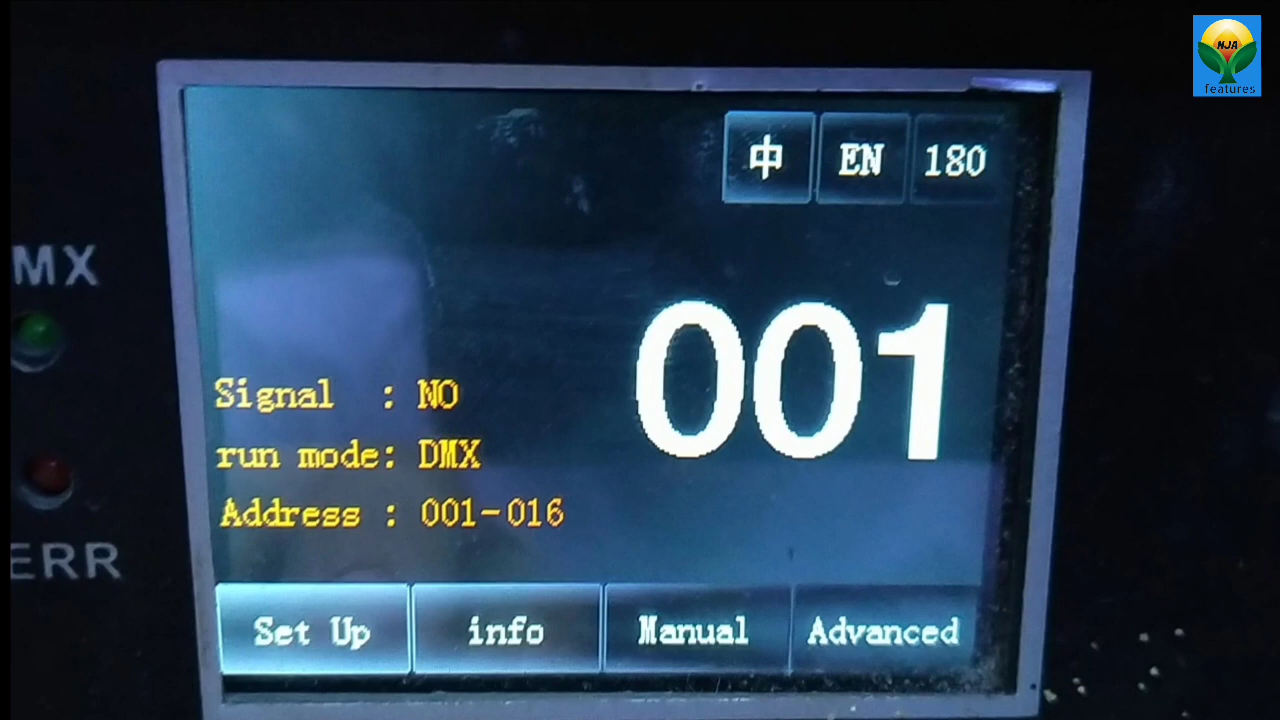 NJA
features
中 EN 180
MX
001
Signal : NO
run mode: DMX
Address : 001-016
ERR
Set Up info Manual Advanced